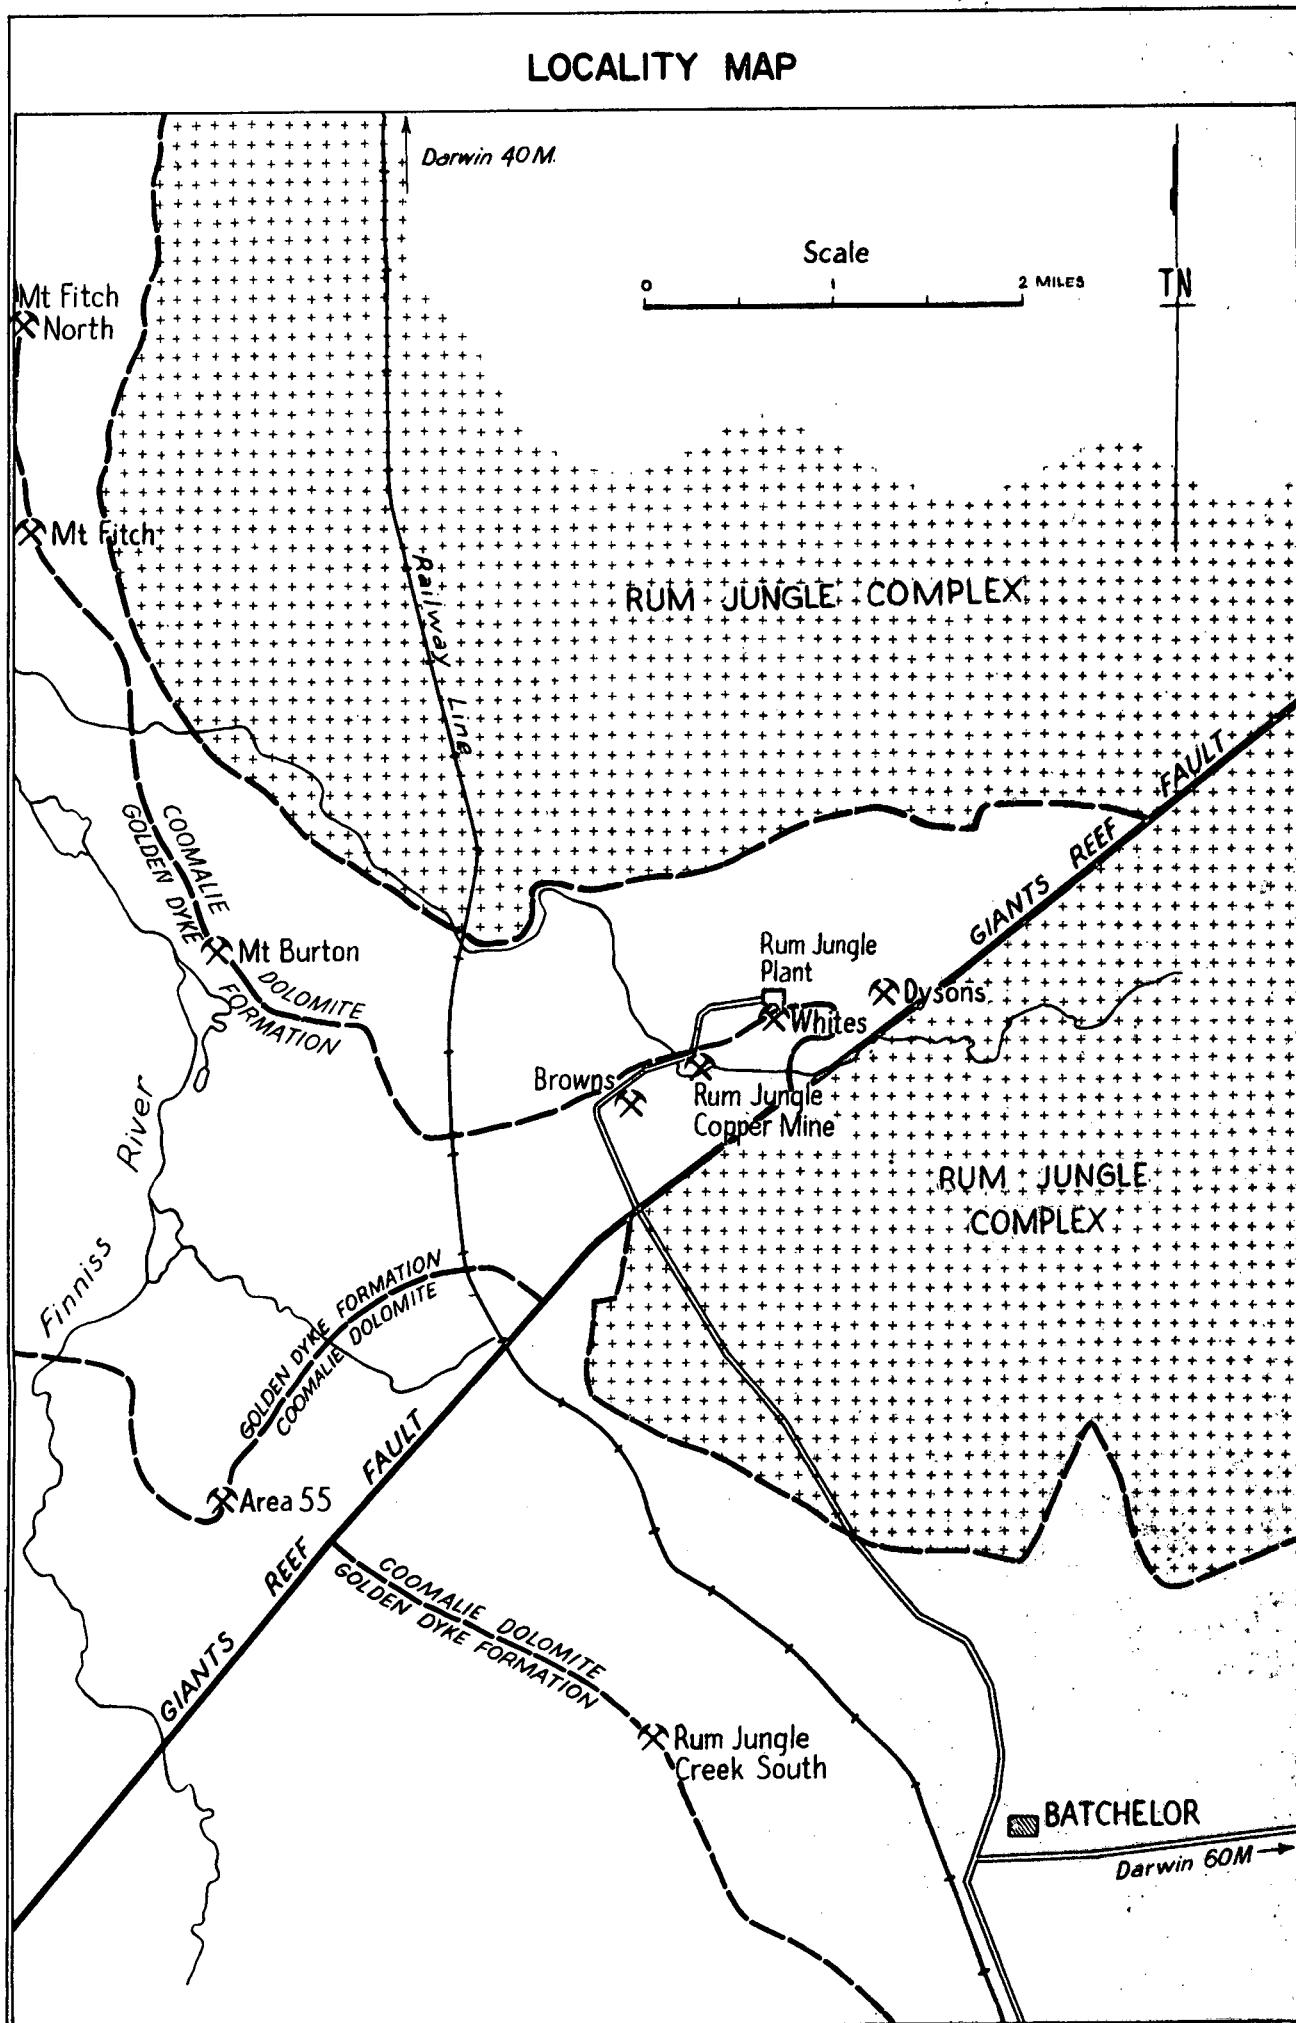 LOCALITY MAP
Darwin 40M.
Scale
0 1 2 MILES
TN
Mt Fitch
North
Mt Fitch
Railway Line
RUM JUNGLE COMPLEX
GIANTS REEF FAULT
COOMALIE
GOLDEN DYKE
Mt Burton
DOLOMITE
FORMATION
Rum Jungle
Plant
Dysons
Whites
Browns
Rum Jungle
Copper Mine
Finniss River
RUM JUNGLE
COMPLEX
GOLDEN DYKE FORMATION
COOMALIE DOLOMITE
Area 55
GIANTS REEF FAULT
COOMALIE DOLOMITE
GOLDEN DYKE FORMATION
Rum Jungle
Creek South
BATCHELOR
Darwin 60M